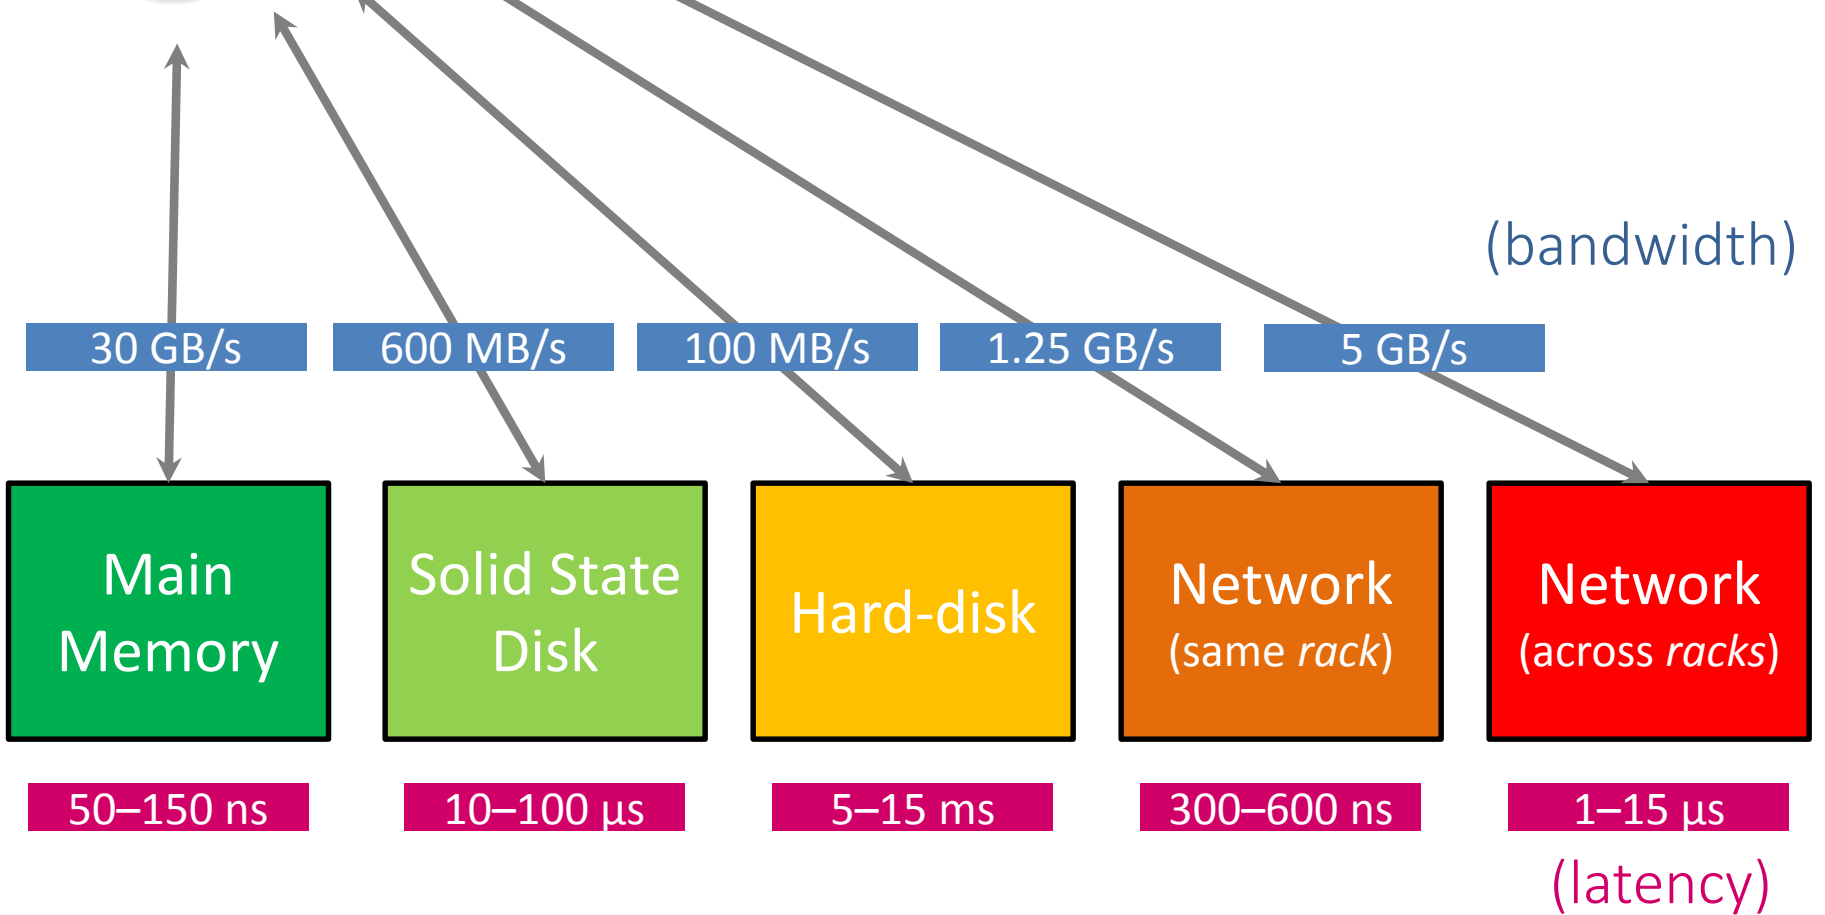 (bandwidth)
30 GB/s
600 MB/s
100 MB/s
1.25 GB/s
5 GB/s
Main
Memory
Solid State
Disk
Hard-disk
Network
(same rack)
Network
(across racks)
50–150 ns
10–100 μs
5–15 ms
300–600 ns
1–15 μs
(latency)